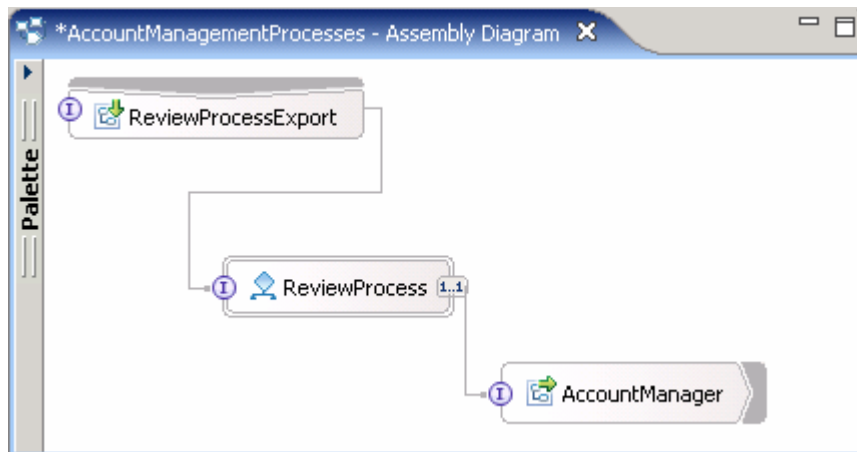 *AccountManagementProcesses - Assembly Diagram
Palette
I ReviewProcessExport
I ReviewProcess 1..1
I AccountManager